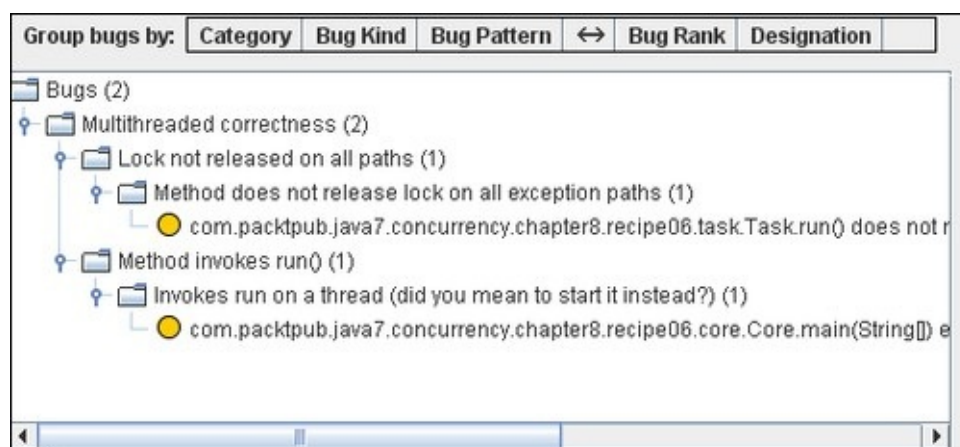 Group bugs by: Category Bug Kind Bug Pattern ↔ Bug Rank Designation
Bugs (2)
Multithreaded correctness (2)
Lock not released on all paths (1)
Method does not release lock on all exception paths (1)
com.packtpub.java7.concurrency.chapter8.recipe06.task.Task.run() does not r
Method invokes run() (1)
Invokes run on a thread (did you mean to start it instead?) (1)
com.packtpub.java7.concurrency.chapter8.recipe06.core.Core.main(String[]) e